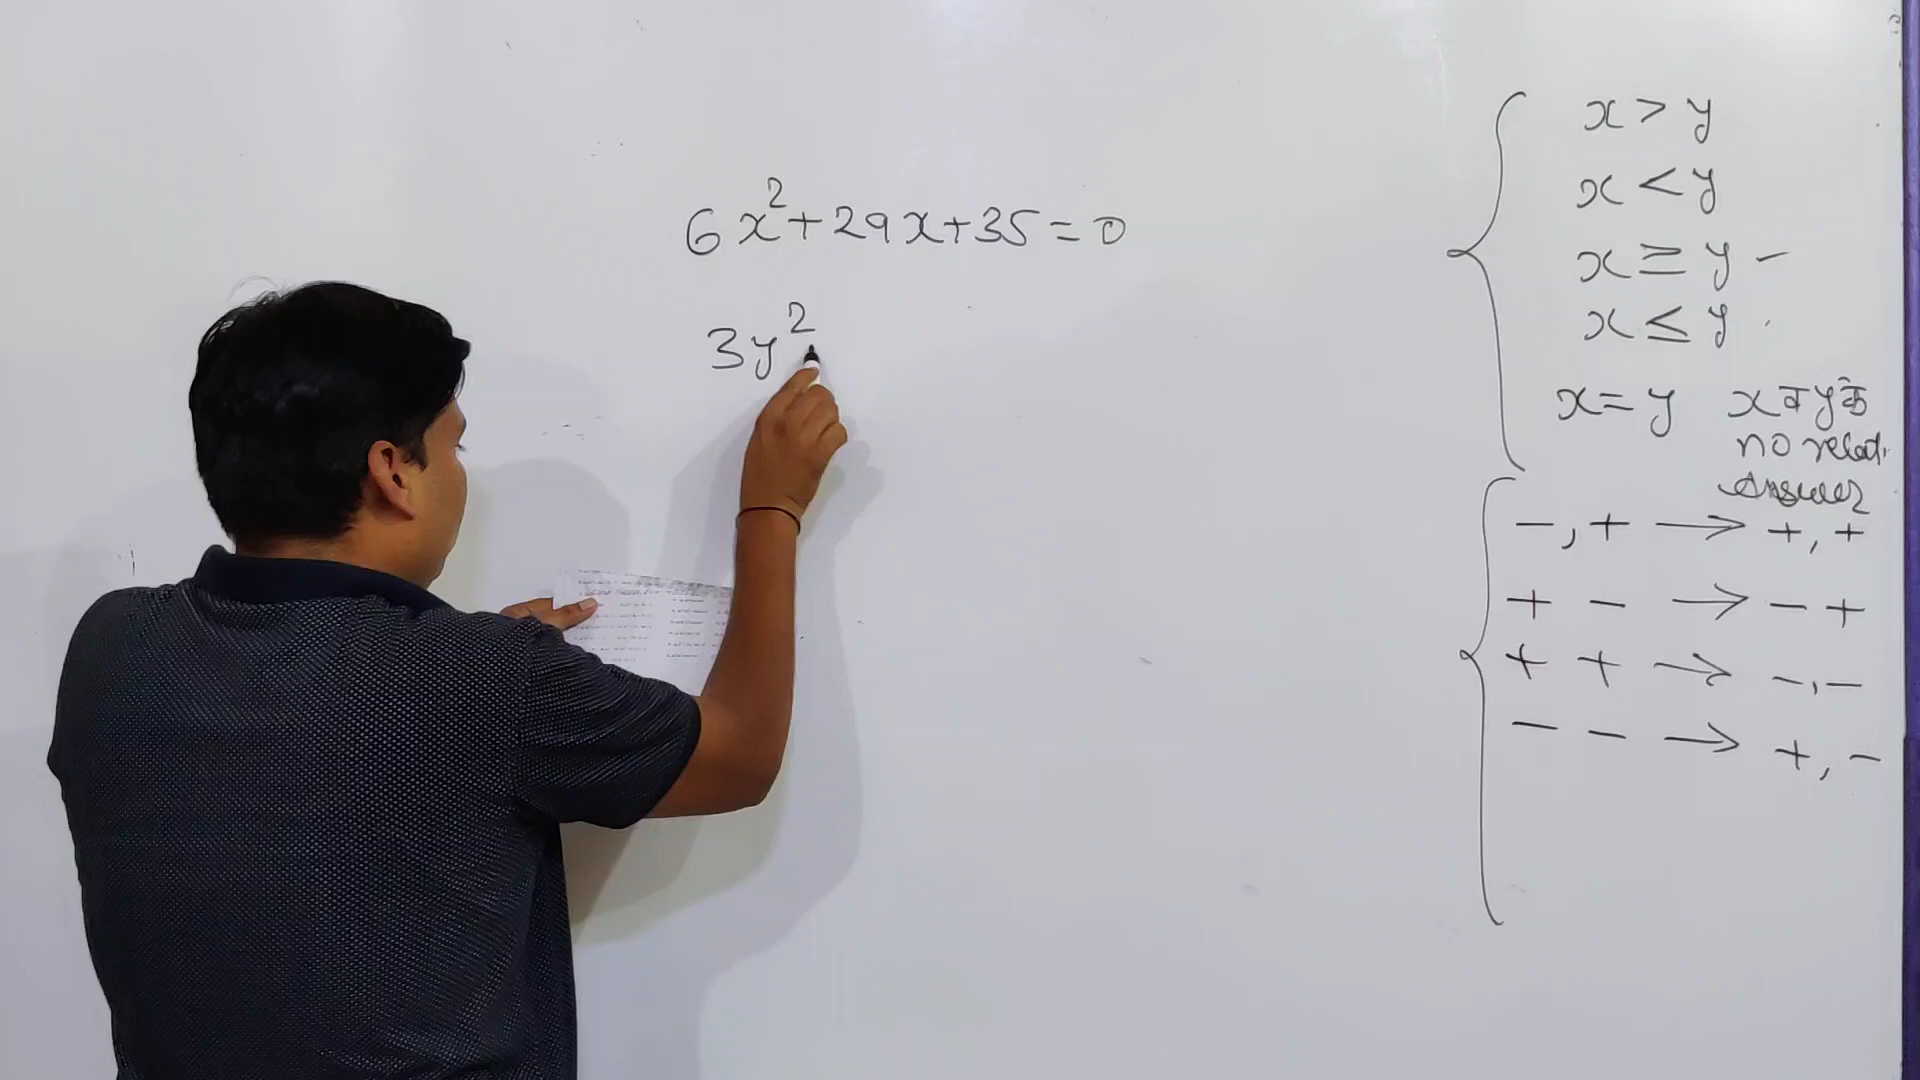 6x²+29x+35=0
3y²
x > y
x < y
x ≥ y –
x ≤ y
x = y
x व y के
no relat.
Answer
–, + → +, +
+ – → – +
+ + → –, –
– – → +, –